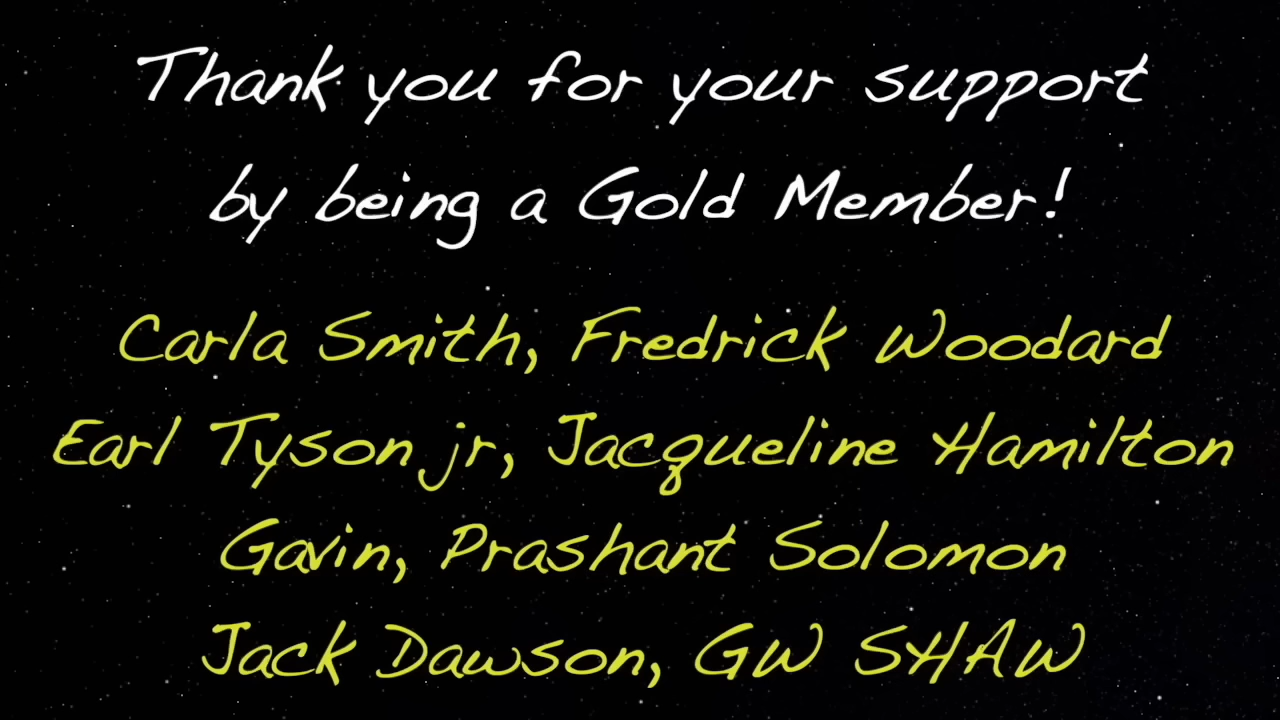 Thank you for your support
by being a Gold Member!
Carla Smith, Fredrick Woodard
Earl Tyson jr, Jacqueline Hamilton
Gavin, Prashant Solomon
Jack Dawson, GW SHAW